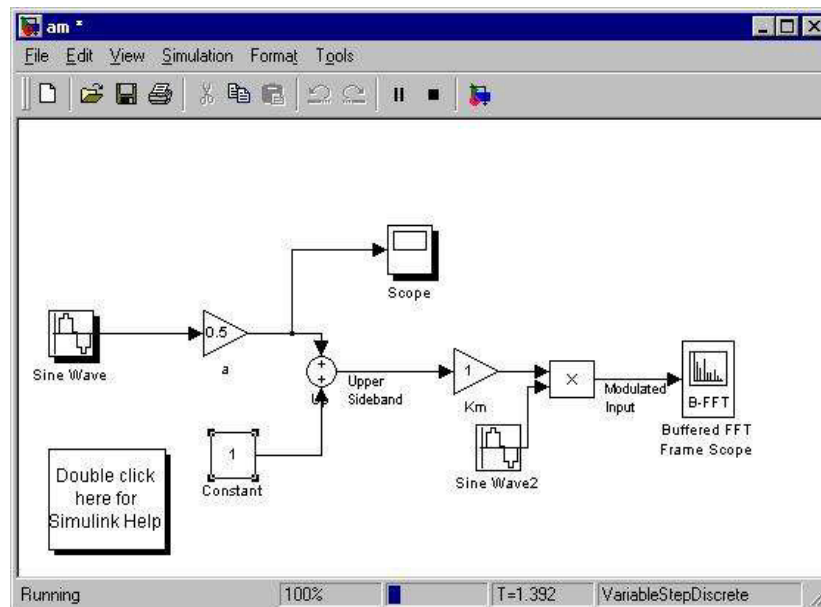 am *
File Edit View Simulation Format Tools
Scope
Sine Wave
0.5
a
+
+
Upper
Sideband
1
Km
×
Modulated
Input
B-FFT
Buffered FFT
Frame Scope
1
Constant
Sine Wave2
Double click
here for
Simulink Help
Running 100% T=1.392 VariableStepDiscrete